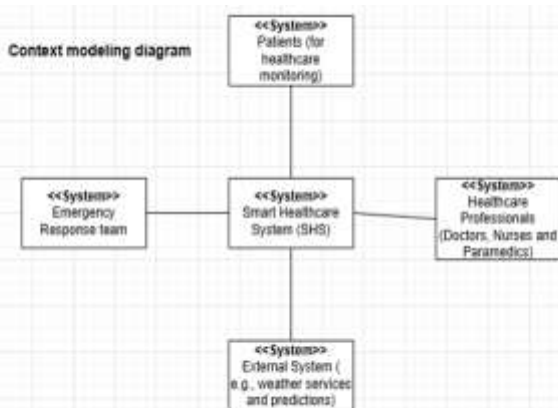 <<System>>
Patients (for
healthcare
monitoring)
Context modeling diagram
<<System>>
Emergency
Response team
<<System>>
Smart Healthcare
System (SHS)
<<System>>
Healthcare
Professionals
(Doctors, Nurses and
Paramedics)
<<System>>
External System (
e.g., weather services
and predictions)